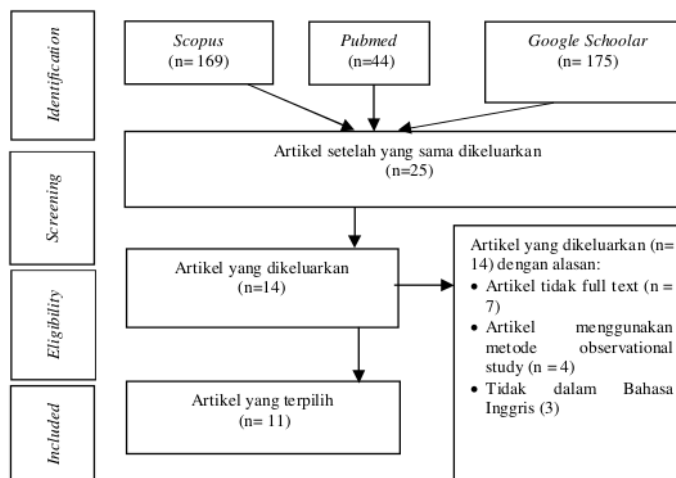 Identification
Scopus
(n= 169)
Pubmed
(n=44)
Google Schoolar
(n= 175)
Artikel setelah yang sama dikeluarkan
(n=25)
Screening
Artikel yang dikeluarkan
(n=14)
Artikel yang dikeluarkan (n=
14) dengan alasan:
• Artikel tidak full text (n =
7)
• Artikel menggunakan
metode observational
study (n = 4)
• Tidak dalam Bahasa
Inggris (3)
Eligibility
Artikel yang terpilih
(n= 11)
Included